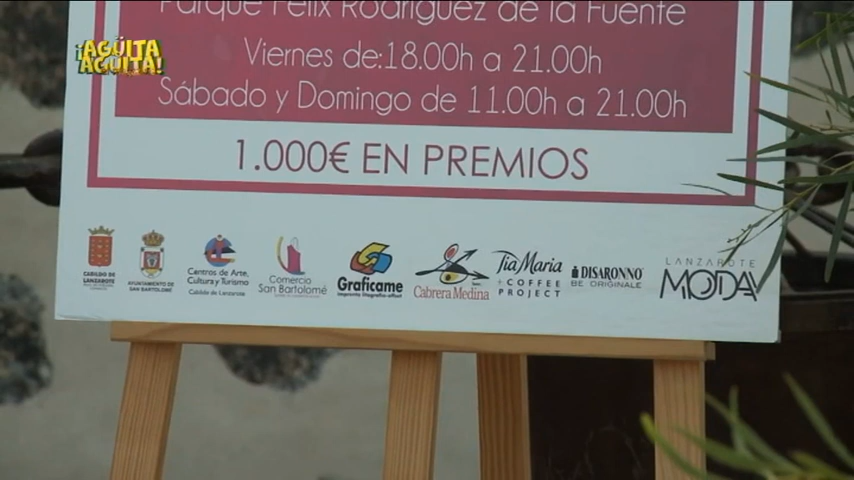 ¡AGÜITA
AGÜITA!
Parque Félix Rodríguez de la Fuente
Viernes de:18.00h a 21.00h
Sábado y Domingo de 11.00h a 21.00h
1.000€ EN PREMIOS
CABILDO DE
LANZAROTE
AYUNTAMIENTO DE
SAN BARTOLOMÉ
Centros de Arte,
Cultura y Turismo
Cabildo de Lanzarote
Comercio
San Bartolomé
Graficame
Cabrera Medina
Tia Maria
+ COFFEE
PROJECT
DISARONNO
BE ORIGINALE
LANZAROTE
MODA